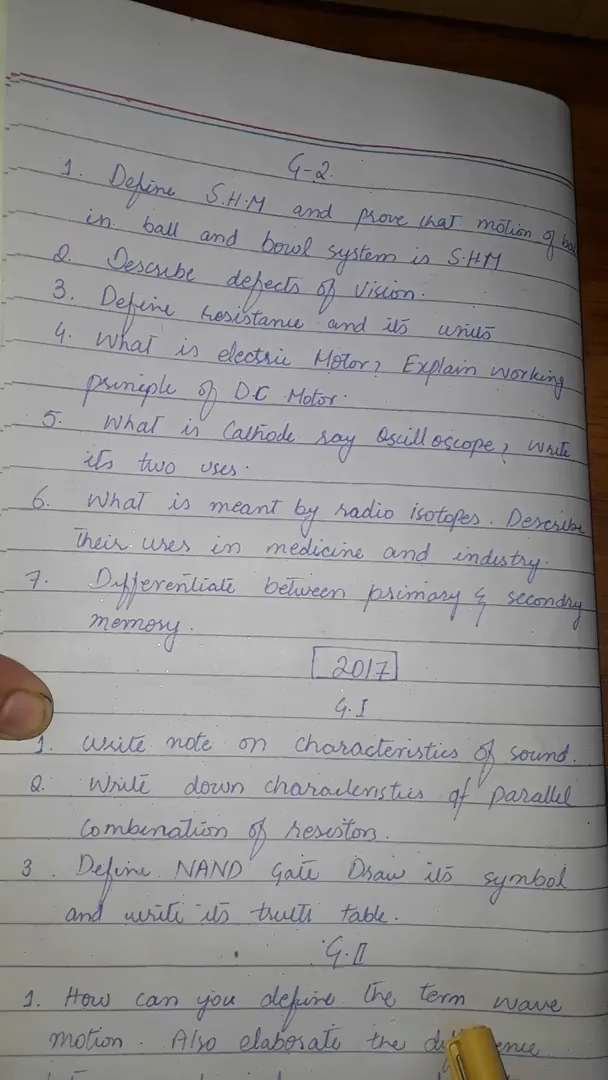 G-2
1. Define S.H.M and prove that motion of ball
in ball and bowl system is S.H.M
2. Describe defects of vision.
3. Define resistance and its units
4. What is electric Motor? Explain working
principle of D.C Motor.
5. What is Cathode ray Oscilloscope? write
its two uses.
6. What is meant by radio isotopes. Describe
their uses in medicine and industry.
7. Differentiate between primary & secondry
memory.
2017
G.I
1. Write note on characteristics of sound.
2. Write down characteristics of parallel
combination of resistors.
3. Define NAND Gate Draw its symbol
and write its truth table.
G.II
1. How can you define the term wave
motion. Also elaborate the